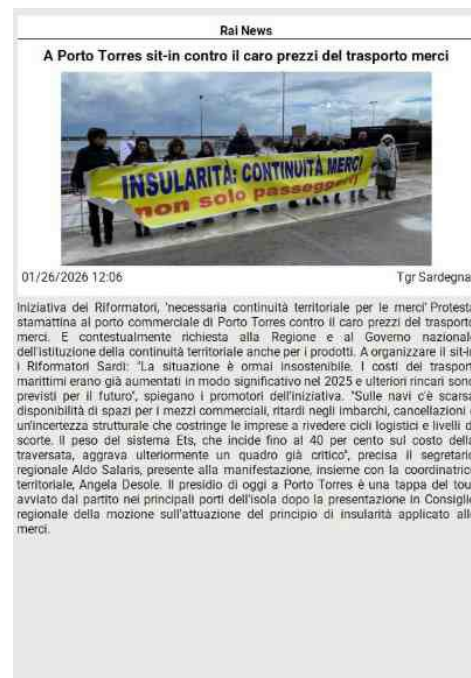 Rai News
A Porto Torres sit-in contro il caro prezzi del trasporto merci
INSULARITÀ: CONTINUITÀ MERCI
non solo passeggeri
01/26/2026 12:06
Tgr Sardegna
Iniziativa dei Riformatori, 'necessaria continuità territoriale per le merci' Protesta
stamattina al porto commerciale di Porto Torres contro il caro prezzi del trasporto
merci. E contestualmente richiesta alla Regione e al Governo nazionale
dell'istituzione della continuità territoriale anche per i prodotti. A organizzare il sit-in
i Riformatori Sardi: "La situazione è ormai insostenibile. I costi del trasporto
marittimi erano già aumentati in modo significativo nel 2025 e ulteriori rincari sono
previsti per il futuro", spiegano i promotori dell'iniziativa. "Sulle navi c'è scarsa
disponibilità di spazi per i mezzi commerciali, ritardi negli imbarchi, cancellazioni e
un'incertezza strutturale che costringe le imprese a rivedere cicli logistici e livelli di
scorte. Il peso del sistema Ets, che incide fino al 40 per cento sul costo della
traversata, aggrava ulteriormente un quadro già critico", precisa il segretario
regionale Aldo Salaris, presente alla manifestazione, insieme con la coordinatrice
territoriale, Angela Desole. Il presidio di oggi a Porto Torres è una tappa del tour
avviato dal partito nei principali porti dell'isola dopo la presentazione in Consiglio
regionale della mozione sull'attuazione del principio di insularità applicato alle
merci.